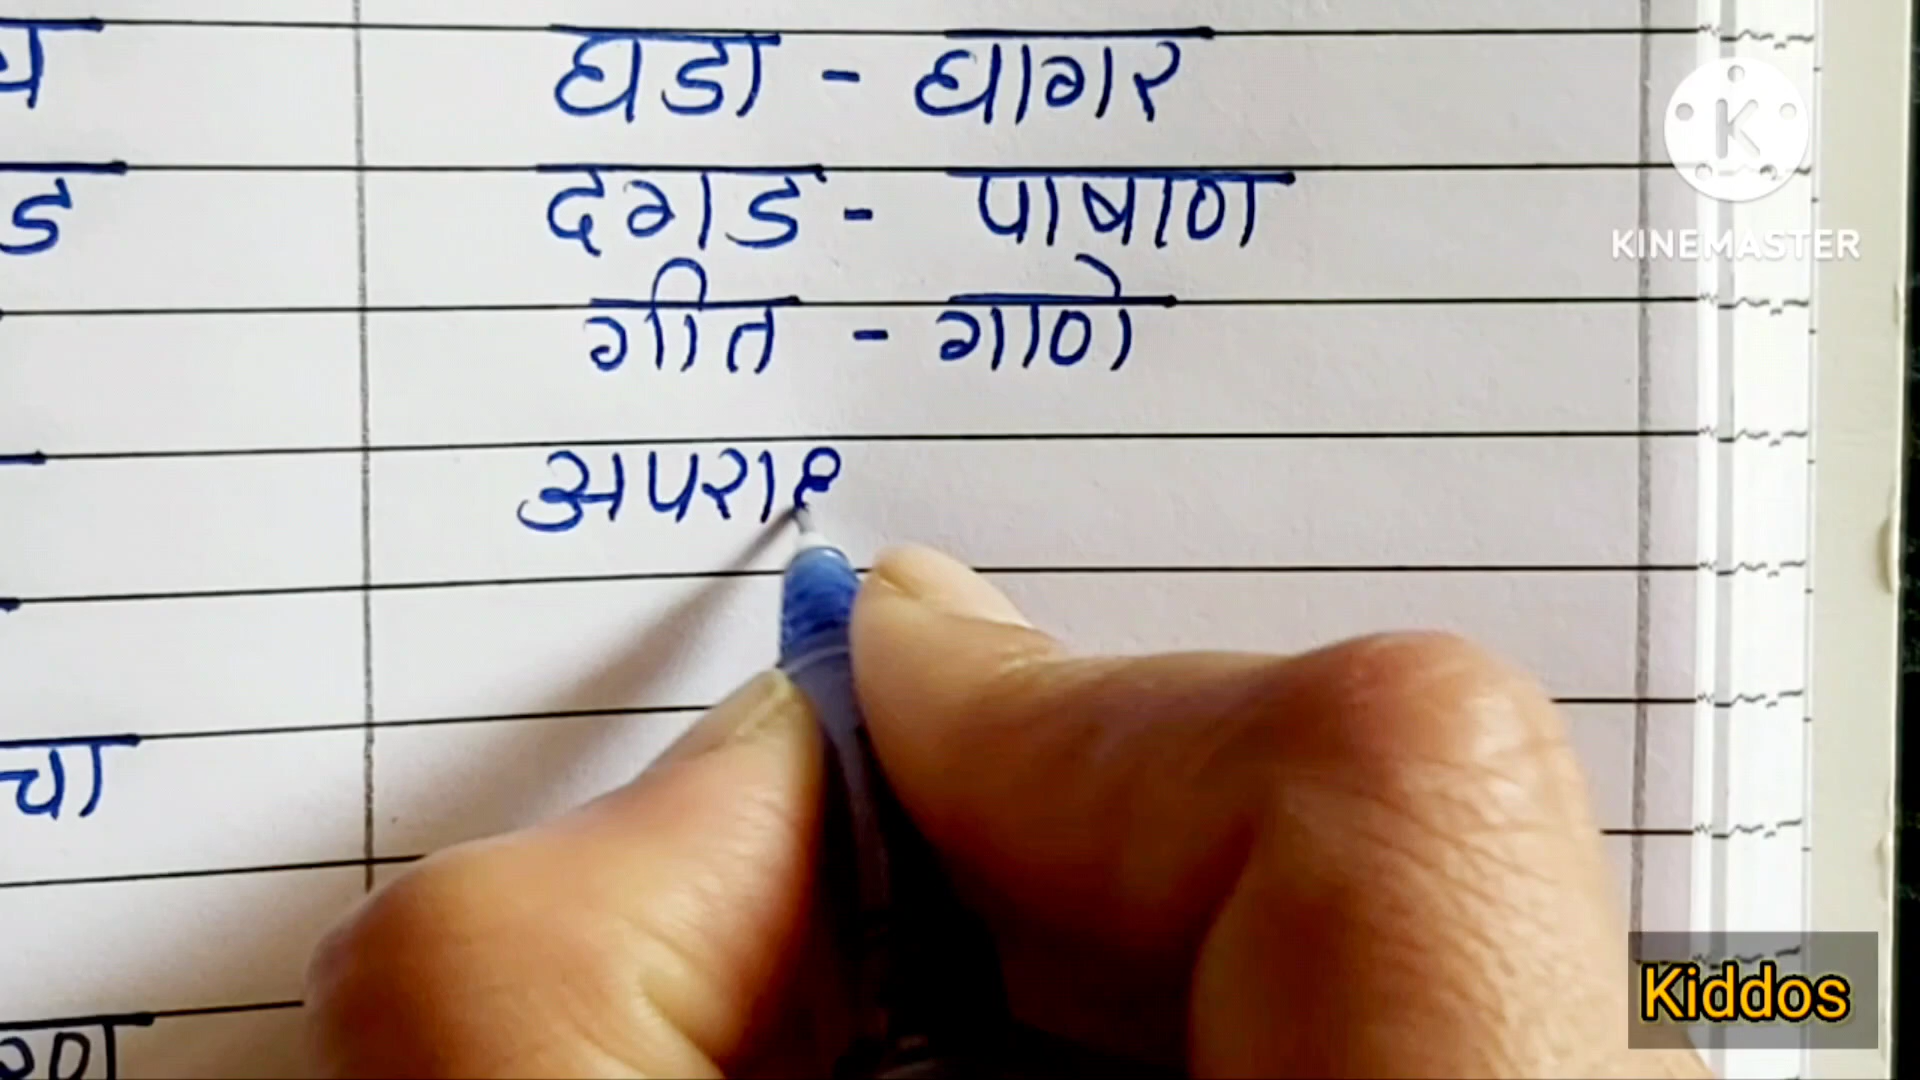 घडा - घागर
KINEMASTER
ड
दगड - पाषाण
गीत - गाणे
अपरा
चा
Kiddos